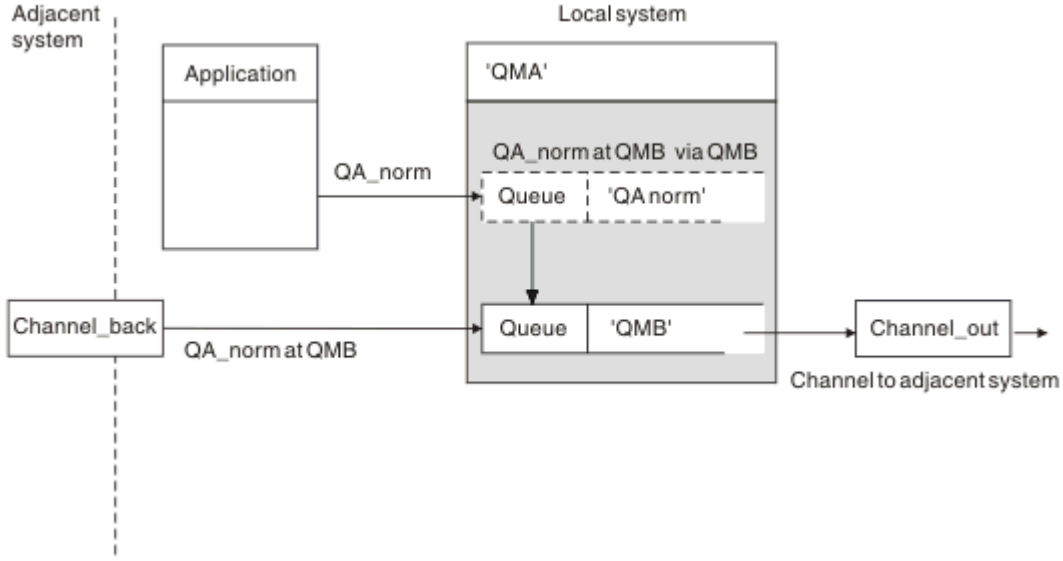 Adjacent
system
Local system
Application
'QMA'
QA_norm at QMB via QMB
QA_norm
Queue
'QA norm'
Channel_back
Queue
'QMB'
Channel_out
QA_norm at QMB
Channel to adjacent system